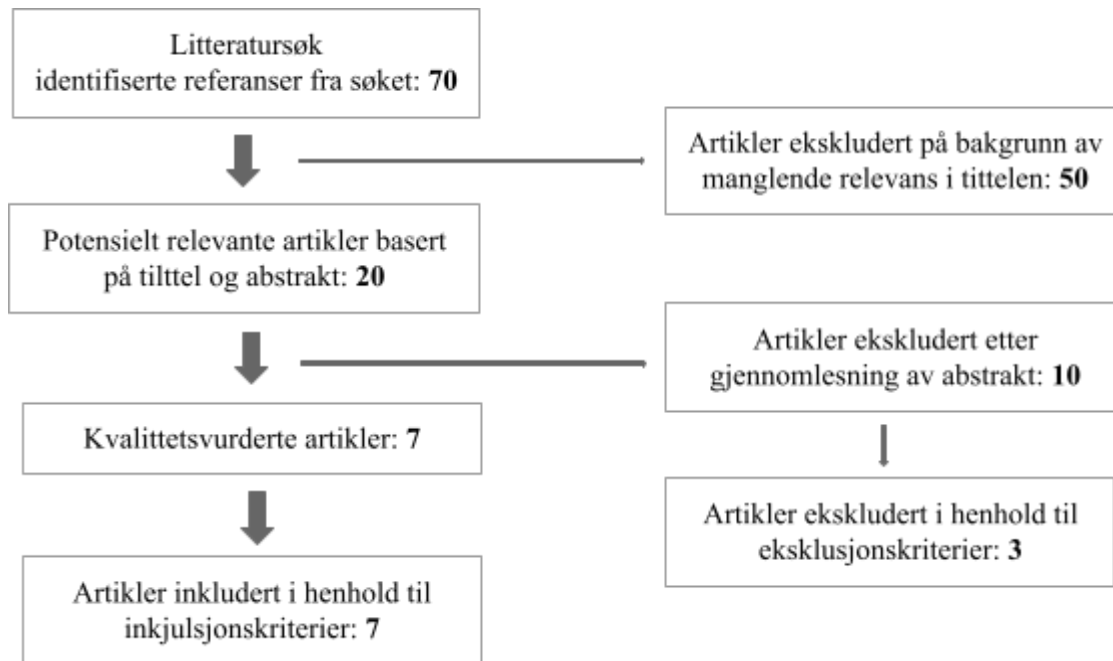 Litteratursøk
identifiserte referanser fra søket: 70
Artikler ekskludert på bakgrunn av
manglende relevans i tittelen: 50
Potensielt relevante artikler basert
på tilttel og abstrakt: 20
Artikler ekskludert etter
gjennomlesning av abstrakt: 10
Kvalittetsvurderte artikler: 7
Artikler ekskludert i henhold til
eksklusjonskriterier: 3
Artikler inkludert i henhold til
inkjulsjonskriterier: 7